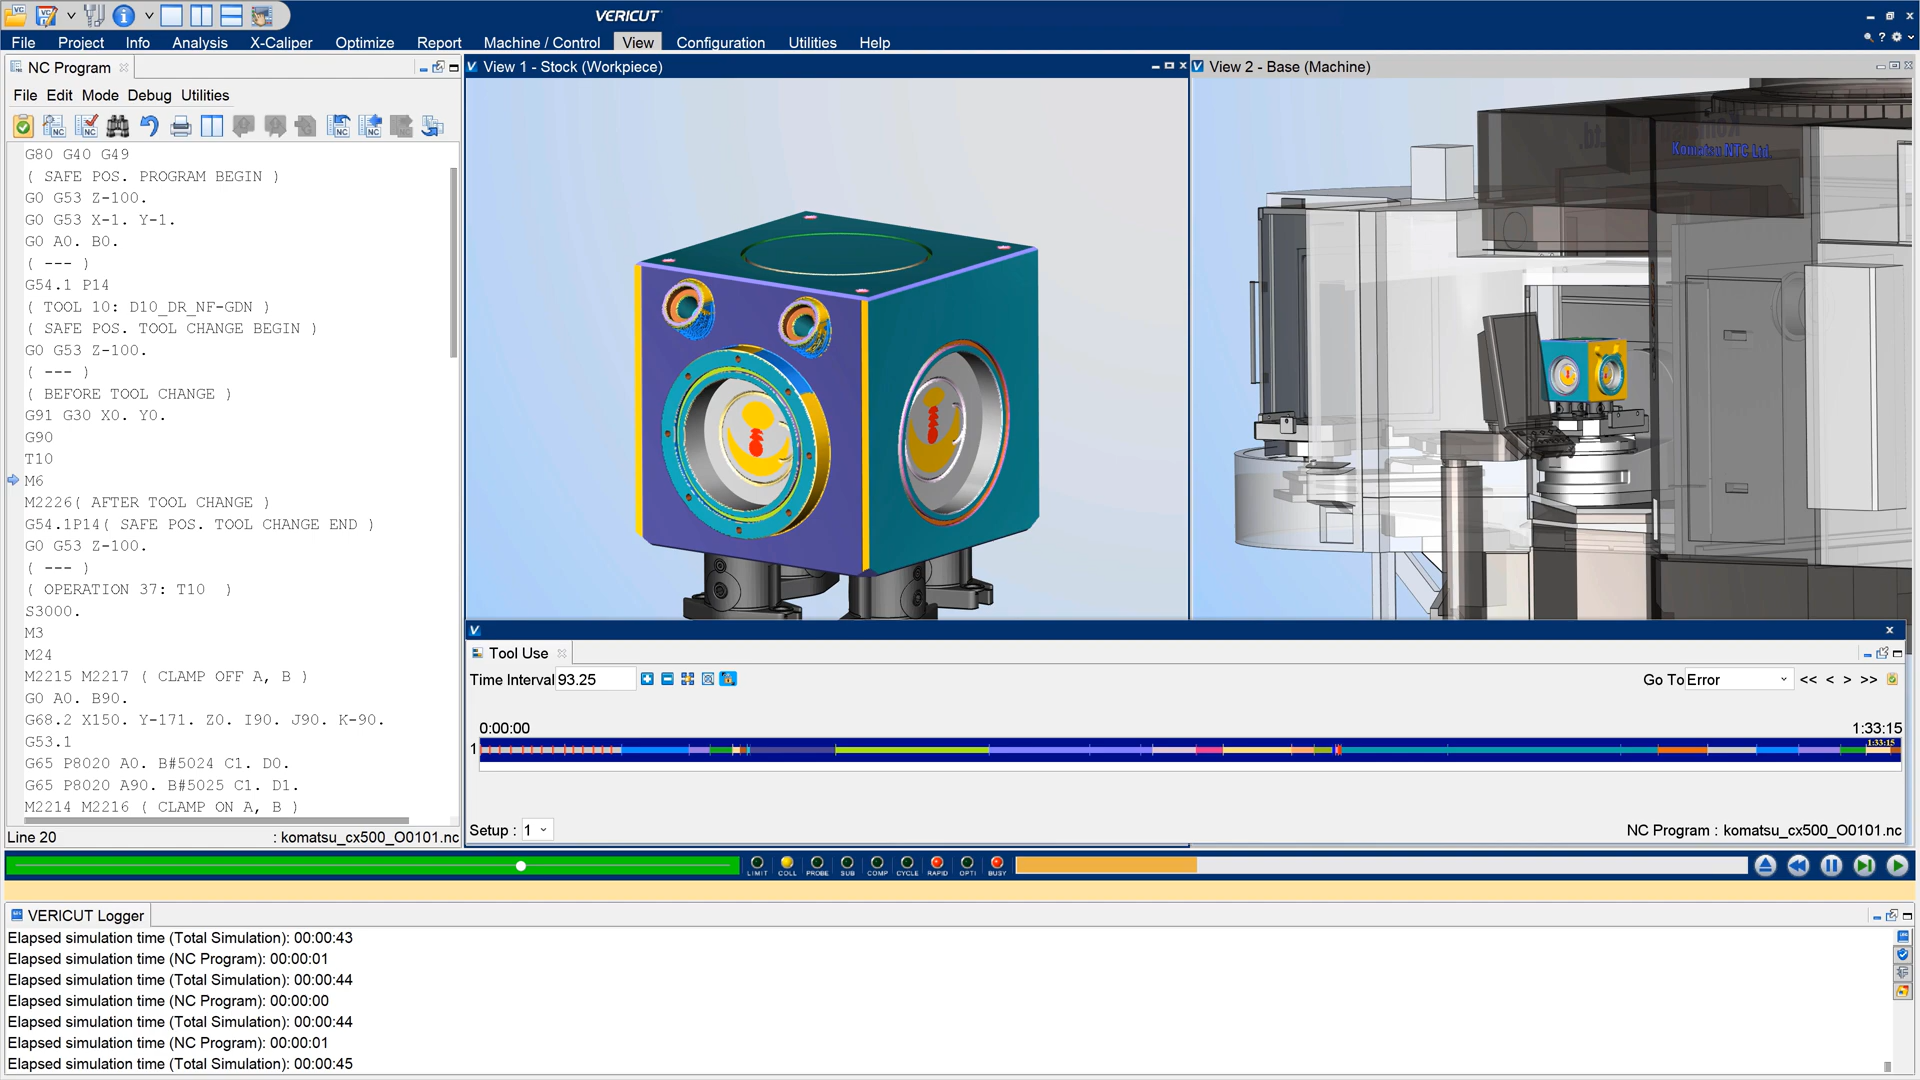 VERICUT
File Project Info Analysis X-Caliper Optimize Report Machine / Control View Configuration Utilities Help
NC Program
File Edit Mode Debug Utilities
G80 G40 G49
( SAFE POS. PROGRAM BEGIN )
G0 G53 Z-100.
G0 G53 X-1. Y-1.
G0 A0. B0.
( --- )
G54.1 P14
( TOOL 10: D10_DR_NF-GDN )
( SAFE POS. TOOL CHANGE BEGIN )
G0 G53 Z-100.
( --- )
( BEFORE TOOL CHANGE )
G91 G30 X0. Y0.
G90
T10
M6
M2226( AFTER TOOL CHANGE )
G54.1P14( SAFE POS. TOOL CHANGE END )
G0 G53 Z-100.
( --- )
( OPERATION 37: T10 )
S3000.
M3
M24
M2215 M2217 ( CLAMP OFF A, B )
G0 A0. B90.
G68.2 X150. Y-171. Z0. I90. J90. K-90.
G53.1
G65 P8020 A0. B#5024 C1. D0.
G65 P8020 A90. B#5025 C1. D1.
M2214 M2216 ( CLAMP ON A, B )
Line 20 : komatsu_cx500_O0101.nc
View 1 - Stock (Workpiece)
View 2 - Base (Machine)
Komatsu NTC Ltd.
Tool Use
Time Interval 93.25
Go To Error << < > >>
0:00:00 1:33:15
1 1:33:15
Setup : 1 NC Program : komatsu_cx500_O0101.nc
LIMIT COLL PROBE SUB COMP CYCLE RAPID OPTI BUSY
VERICUT Logger
Elapsed simulation time (Total Simulation): 00:00:43
Elapsed simulation time (NC Program): 00:00:01
Elapsed simulation time (Total Simulation): 00:00:44
Elapsed simulation time (NC Program): 00:00:00
Elapsed simulation time (Total Simulation): 00:00:44
Elapsed simulation time (NC Program): 00:00:01
Elapsed simulation time (Total Simulation): 00:00:45